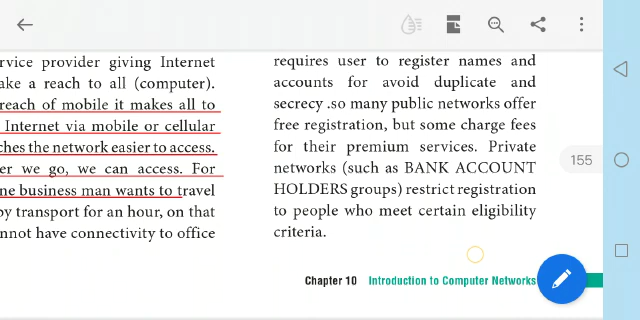 rvice provider giving Internet
ake a reach to all (computer).
reach of mobile it makes all to
Internet via mobile or cellular
ches the network easier to access.
er we go, we can access. For
ne business man wants to travel
by transport for an hour, on that
nnot have connectivity to office
requires user to register names and
accounts for avoid duplicate and
secrecy .so many public networks offer
free registration, but some charge fees
for their premium services. Private
networks (such as BANK ACCOUNT
HOLDERS groups) restrict registration
to people who meet certain eligibility
criteria.
155
Chapter 10 Introduction to Computer Networks